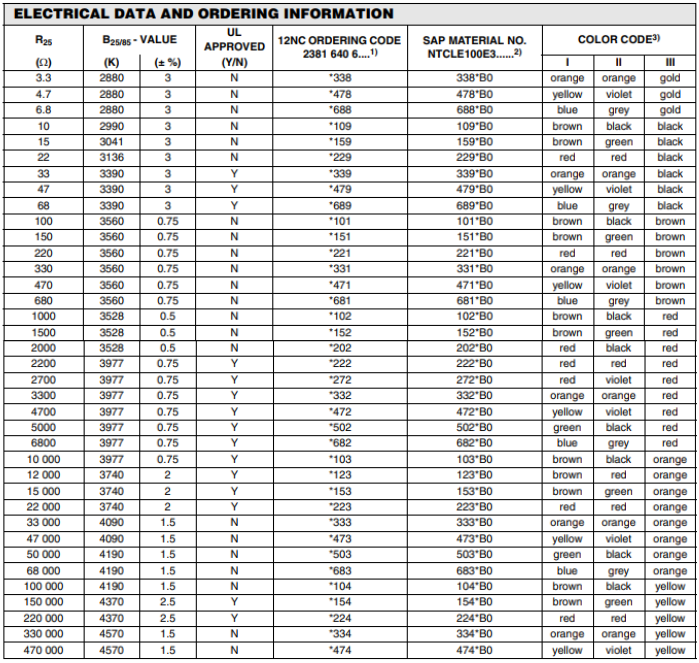 ELECTRICAL DATA AND ORDERING INFORMATION
R25 (Ω) B25/85 - VALUE UL APPROVED (Y/N) 12NC ORDERING CODE 2381 640 6....1) SAP MATERIAL NO. NTCLE100E3......2) COLOR CODE3)
(K) (± %) I II III
3.3 2880 3 N *338 338*B0 orange orange gold
4.7 2880 3 N *478 478*B0 yellow violet gold
6.8 2880 3 N *688 688*B0 blue grey gold
10 2990 3 N *109 109*B0 brown black black
15 3041 3 N *159 159*B0 brown green black
22 3136 3 N *229 229*B0 red red black
33 3390 3 Y *339 339*B0 orange orange black
47 3390 3 Y *479 479*B0 yellow violet black
68 3390 3 Y *689 689*B0 blue grey black
100 3560 0.75 N *101 101*B0 brown black brown
150 3560 0.75 N *151 151*B0 brown green brown
220 3560 0.75 N *221 221*B0 red red brown
330 3560 0.75 N *331 331*B0 orange orange brown
470 3560 0.75 N *471 471*B0 yellow violet brown
680 3560 0.75 N *681 681*B0 blue grey brown
1000 3528 0.5 N *102 102*B0 brown black red
1500 3528 0.5 N *152 152*B0 brown green red
2000 3528 0.5 N *202 202*B0 red black red
2200 3977 0.75 Y *222 222*B0 red red red
2700 3977 0.75 Y *272 272*B0 red violet red
3300 3977 0.75 Y *332 332*B0 orange orange red
4700 3977 0.75 Y *472 472*B0 yellow violet red
5000 3977 0.75 Y *502 502*B0 green black red
6800 3977 0.75 Y *682 682*B0 blue grey red
10 000 3977 0.75 Y *103 103*B0 brown black orange
12 000 3740 2 Y *123 123*B0 brown red orange
15 000 3740 2 Y *153 153*B0 brown green orange
22 000 3740 2 Y *223 223*B0 red red orange
33 000 4090 1.5 N *333 333*B0 orange orange orange
47 000 4090 1.5 N *473 473*B0 yellow violet orange
50 000 4190 1.5 N *503 503*B0 green black orange
68 000 4190 1.5 N *683 683*B0 blue grey orange
100 000 4190 1.5 N *104 104*B0 brown black yellow
150 000 4370 2.5 Y *154 154*B0 brown green yellow
220 000 4370 2.5 Y *224 224*B0 red red yellow
330 000 4570 1.5 N *334 334*B0 orange orange yellow
470 000 4570 1.5 N *474 474*B0 yellow violet yellow